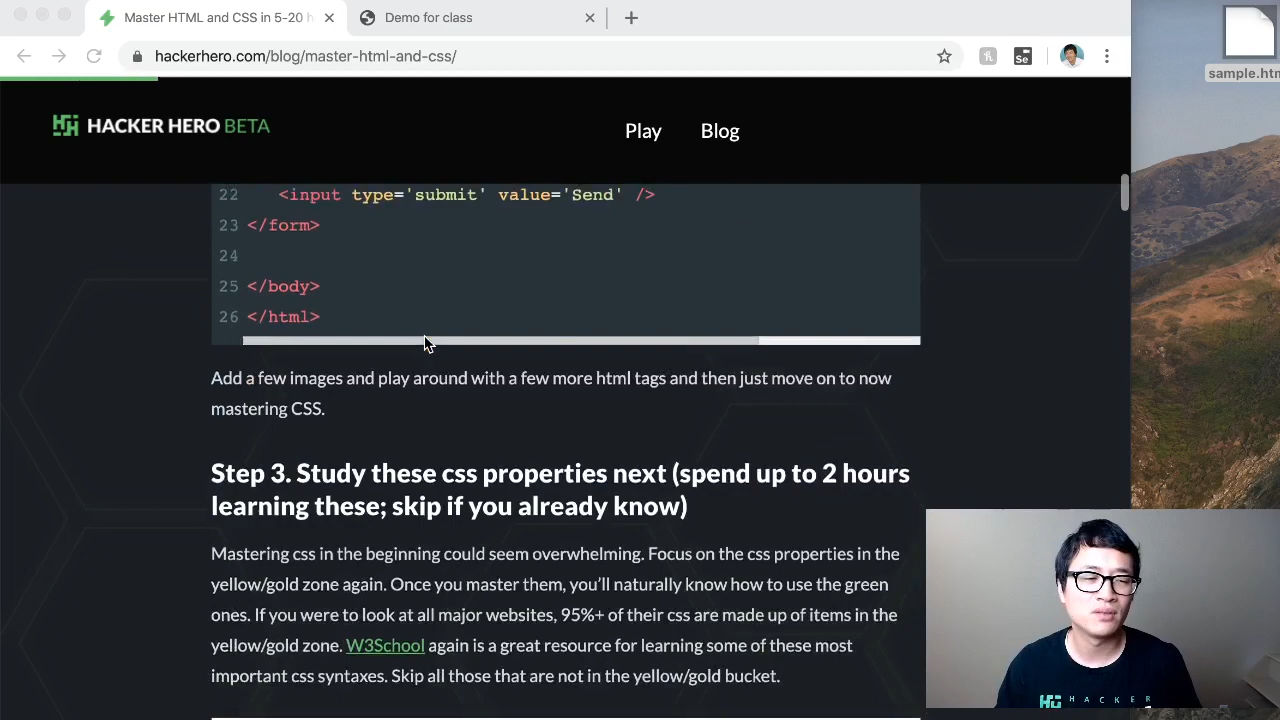 Master HTML and CSS in 5-20 h
Demo for class
hackerhero.com/blog/master-html-and-css/
Se
sample.htm
HACKER HERO BETA
Play
Blog
22 <input type='submit' value='Send' />
23 </form>
24
25 </body>
26 </html>
Add a few images and play around with a few more html tags and then just move on to now
mastering CSS.
Step 3. Study these css properties next (spend up to 2 hours
learning these; skip if you already know)
Mastering css in the beginning could seem overwhelming. Focus on the css properties in the
yellow/gold zone again. Once you master them, you’ll naturally know how to use the green
ones. If you were to look at all major websites, 95%+ of their css are made up of items in the
yellow/gold zone. W3School again is a great resource for learning some of these most
important css syntaxes. Skip all those that are not in the yellow/gold bucket.
HACKER